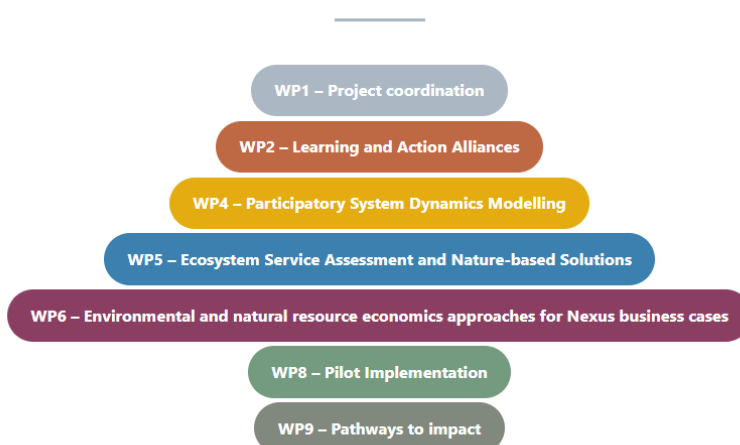 WP1 – Project coordination
WP2 – Learning and Action Alliances
WP4 – Participatory System Dynamics Modelling
WP5 – Ecosystem Service Assessment and Nature-based Solutions
WP6 – Environmental and natural resource economics approaches for Nexus business cases
WP8 – Pilot Implementation
WP9 – Pathways to impact